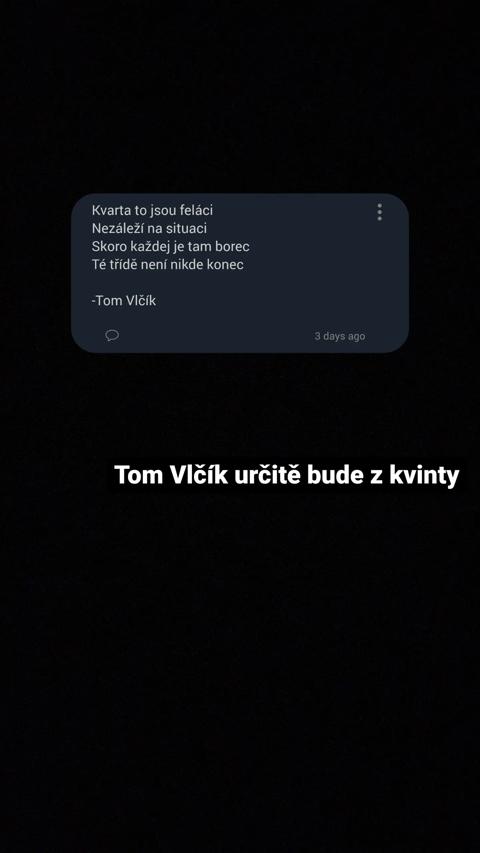 Kvarta to jsou feláci
Nezáleží na situaci
Skoro každej je tam borec
Té třídě není nikde konec
-Tom Vlčík
3 days ago
Tom Vlčík určitě bude z kvinty